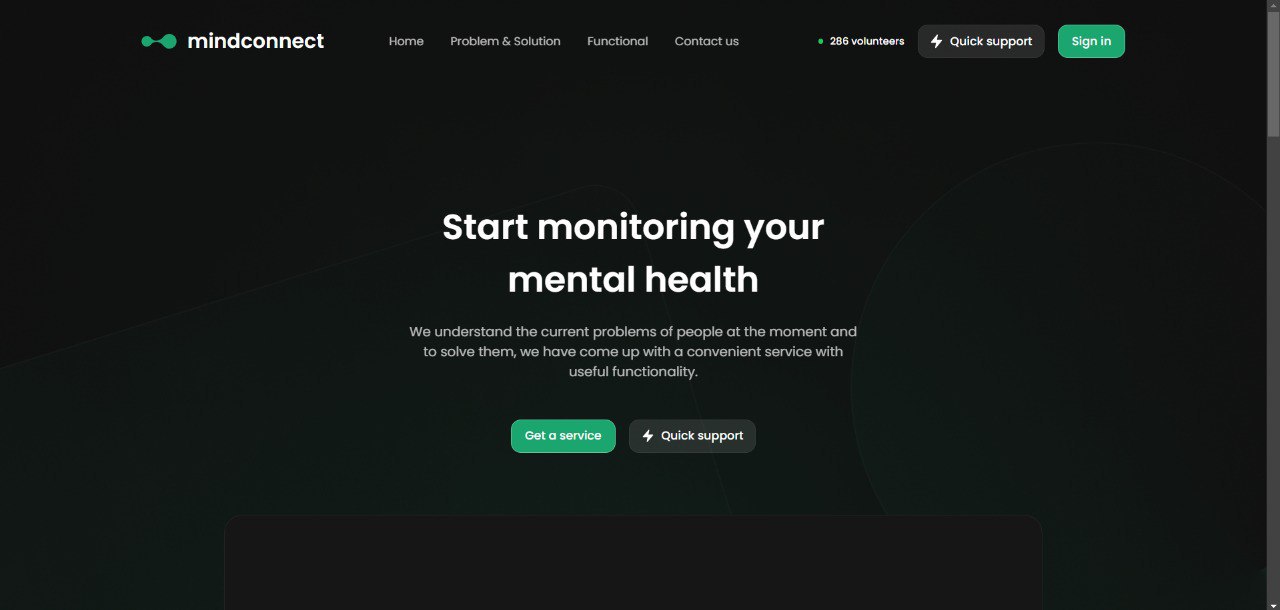 mindconnect
Home
Problem & Solution
Functional
Contact us
286 volunteers
Quick support
Sign in
Start monitoring your
mental health
We understand the current problems of people at the moment and
to solve them, we have come up with a convenient service with
useful functionality.
Get a service
Quick support